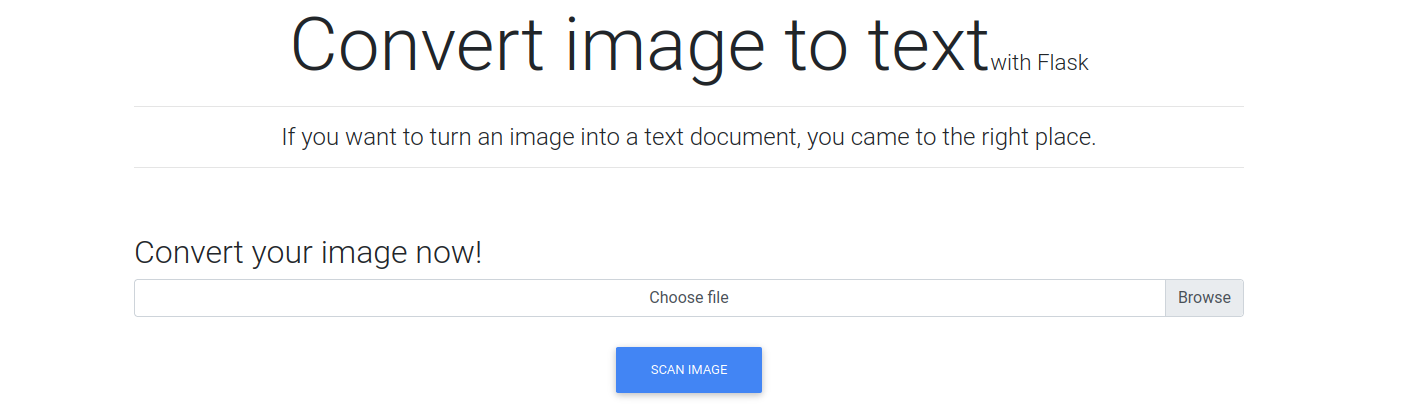 Convert image to text with Flask
If you want to turn an image into a text document, you came to the right place.
Convert your image now!
Choose file Browse
SCAN IMAGE